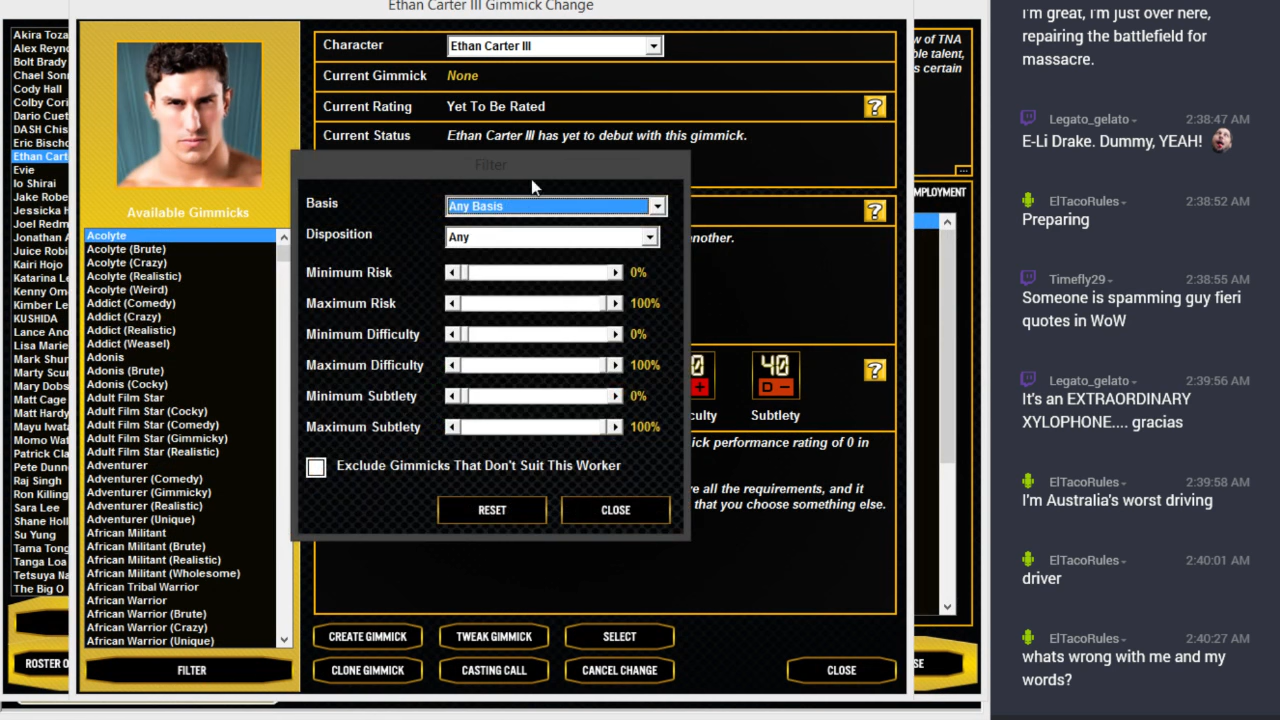 Ethan Carter III Gimmick Change
Akira Toza
Alex Reyno
Bolt Brady
Chael Sonn
Cody Hall
Colby Cori
Dario Cuet
DASH Chis
Eric Bischo
Ethan Cart
Evie
Io Shirai
Jake Robe
Jessicka H
Joel Redm
Jonathan A
Juice Robi
Kairi Hojo
Katarina Le
Kenny Om
Kimber Le
KUSHIDA
Lance Ano
Lisa Marie
Mark Shur
Marty Scur
Mary Dobs
Matt Cage
Matt Hardy
Mayu Iwata
Momo Wat
Patrick Cla
Pete Dunn
Raj Singh
Ron Killing
Sara Lee
Shane Holl
Su Yung
Tama Tong
Tanga Loa
Tetsuya Na
The Big O
ROSTER O
Available Gimmicks
Acolyte
Acolyte (Brute)
Acolyte (Crazy)
Acolyte (Realistic)
Acolyte (Weird)
Addict (Comedy)
Addict (Crazy)
Addict (Realistic)
Addict (Weasel)
Adonis
Adonis (Brute)
Adonis (Cocky)
Adult Film Star
Adult Film Star (Cocky)
Adult Film Star (Comedy)
Adult Film Star (Gimmicky)
Adult Film Star (Realistic)
Adventurer
Adventurer (Comedy)
Adventurer (Gimmicky)
Adventurer (Realistic)
Adventurer (Unique)
African Militant
African Militant (Brute)
African Militant (Realistic)
African Militant (Wholesome)
African Tribal Warrior
African Warrior
African Warrior (Brute)
African Warrior (Crazy)
African Warrior (Unique)
FILTER
Character Ethan Carter III
Current Gimmick None
Current Rating Yet To Be Rated ?
Current Status Ethan Carter III has yet to debut with this gimmick.
Filter
Basis Any Basis
Disposition Any
Minimum Risk 0%
Maximum Risk 100%
Minimum Difficulty 0%
Maximum Difficulty 100%
Minimum Subtlety 0%
Maximum Subtlety 100%
Exclude Gimmicks That Don't Suit This Worker
RESET CLOSE
?
nother.
0 40 ?
+ D -
culty Subtlety
ick performance rating of 0 in
re all the requirements, and it
that you choose something else.
CREATE GIMMICK TWEAK GIMMICK SELECT
CLONE GIMMICK CASTING CALL CANCEL CHANGE CLOSE
w of TNA
ble talent,
s certain
...
MPLOYMENT
SE
I'm great, I'm just over here,
repairing the battlefield for
massacre.
Legato_gelato 2:38:47 AM
E-Li Drake. Dummy, YEAH!
ElTacoRules 2:38:52 AM
Preparing
Timefly29 2:38:55 AM
Someone is spamming guy fieri
quotes in WoW
Legato_gelato 2:39:56 AM
It's an EXTRAORDINARY
XYLOPHONE.... gracias
ElTacoRules 2:39:58 AM
I'm Australia's worst driving
ElTacoRules 2:40:01 AM
driver
ElTacoRules 2:40:27 AM
whats wrong with me and my
words?